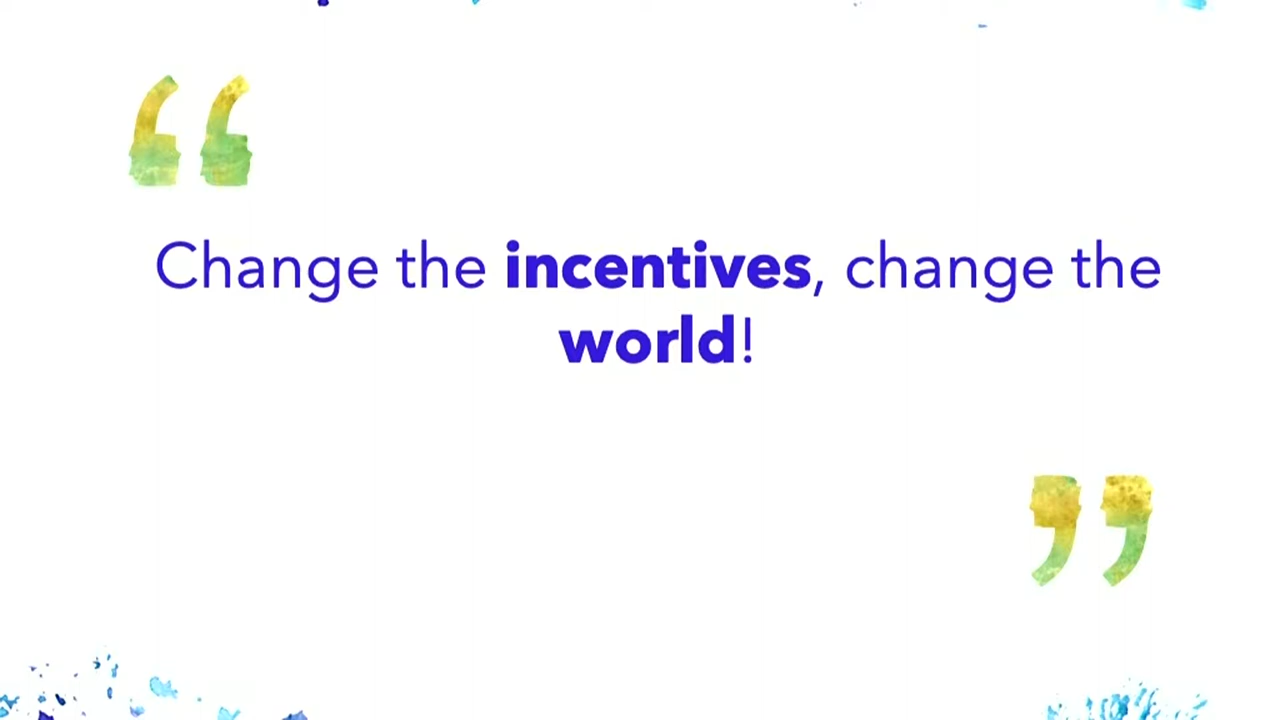 “
Change the incentives, change the
world!
”